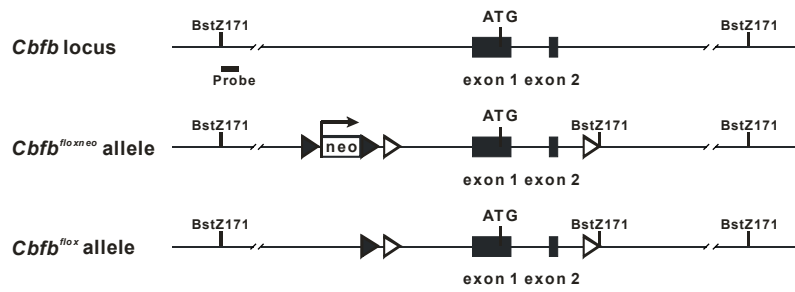 BstZ171 ATG BstZ171
Cbfb locus
Probe exon 1 exon 2
BstZ171 ATG BstZ171 BstZ171
Cbfb floxneo allele neo
exon 1 exon 2
BstZ171 ATG BstZ171 BstZ171
Cbfb flox allele
exon 1 exon 2